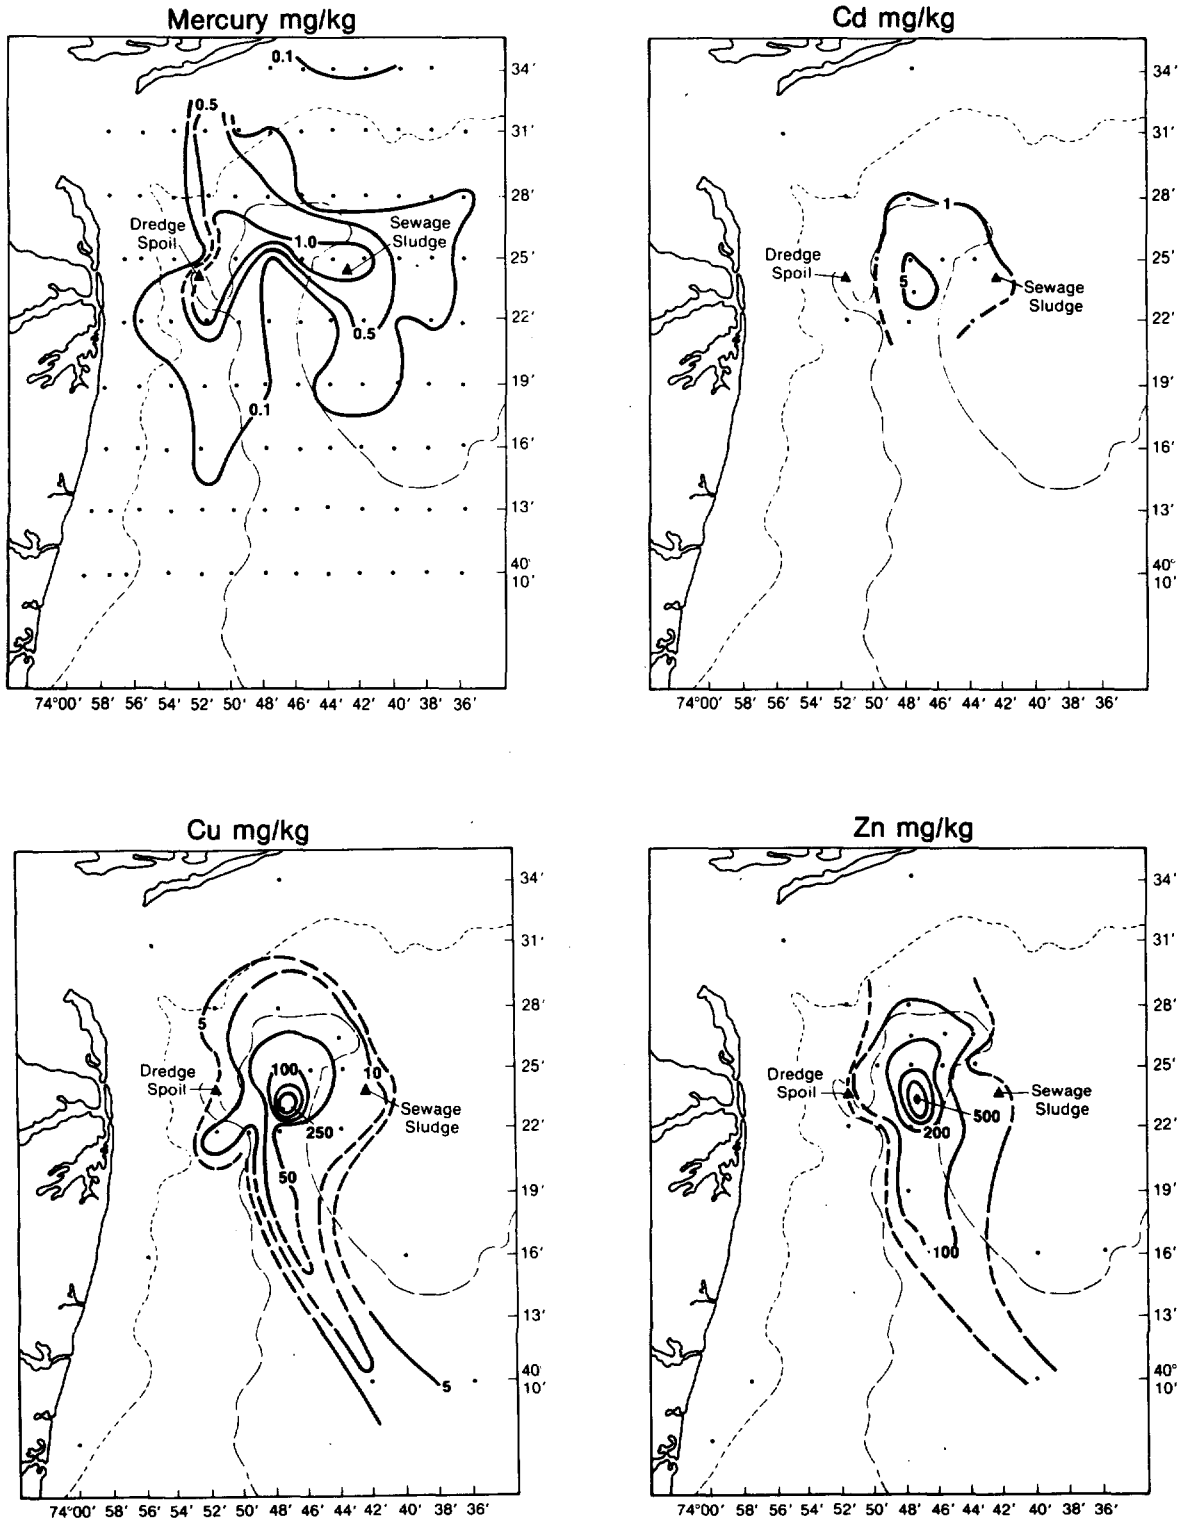 Mercury mg/kg
0.1
0.5
Dredge
Spoil
1.0
Sewage
Sludge
0.5
0.1
34'
31'
28'
25'
22'
19'
16'
13'
40°
10'
74°00' 58' 56' 54' 52' 50' 48' 46' 44' 42' 40' 38' 36'
Cd mg/kg
1
5
Dredge
Spoil
Sewage
Sludge
34'
31'
28'
25'
22'
19'
16'
13'
40°
10'
74°00' 58' 56' 54' 52' 50' 48' 46' 44' 42' 40' 38' 36'
Cu mg/kg
5
Dredge
Spoil
100
10
Sewage
Sludge
250
50
5
34'
31'
28'
25'
22'
19'
16'
13'
40'
10'
74°00' 58' 56' 54' 52' 50' 48' 46' 44' 42' 40' 38' 36'
Zn mg/kg
Dredge
Spoil
Sewage
Sludge
500
200
100
34'
31'
28'
25'
22'
19'
16'
13'
40°
10'
74°00' 58' 56' 54' 52' 50' 48' 46' 44' 42' 40' 38' 36'